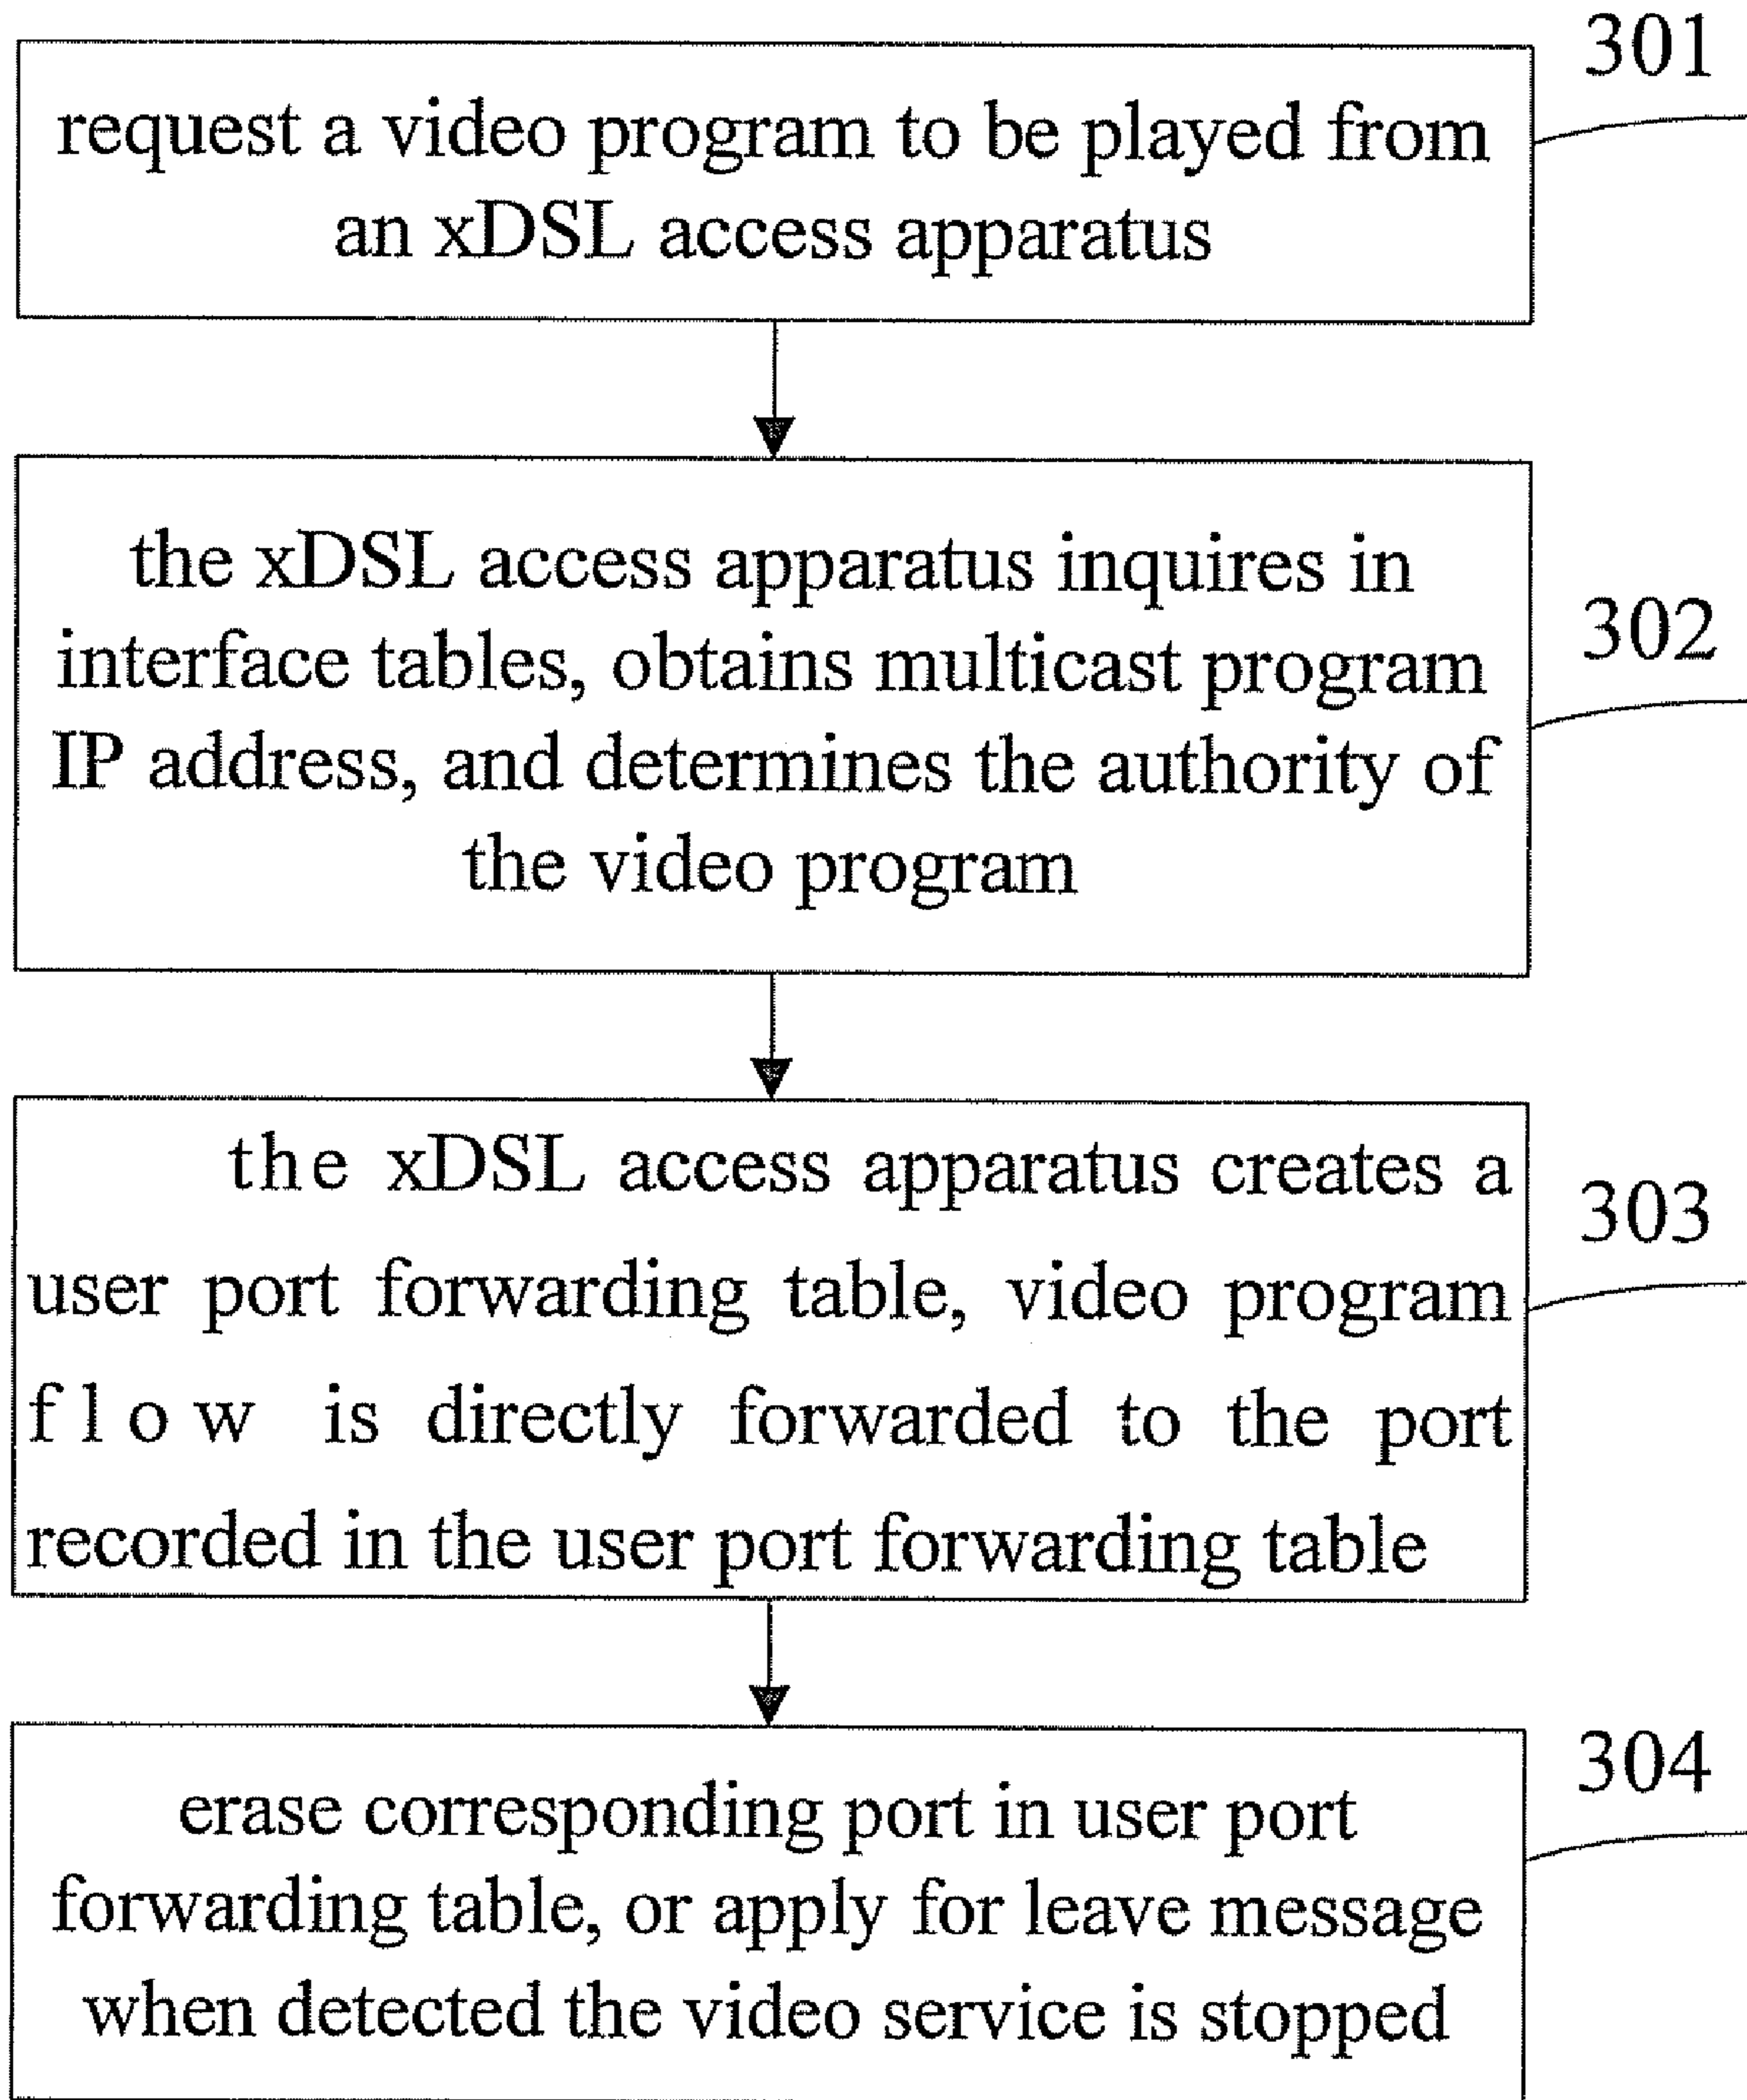 301
request a video program to be played from
an xDSL access apparatus
302
the xDSL access apparatus inquires in
interface tables, obtains multicast program
IP address, and determines the authority of
the video program
303
the xDSL access apparatus creates a
user port forwarding table, video program
flow is directly forwarded to the port
recorded in the user port forwarding table
304
erase corresponding port in user port
forwarding table, or apply for leave message
when detected the video service is stopped